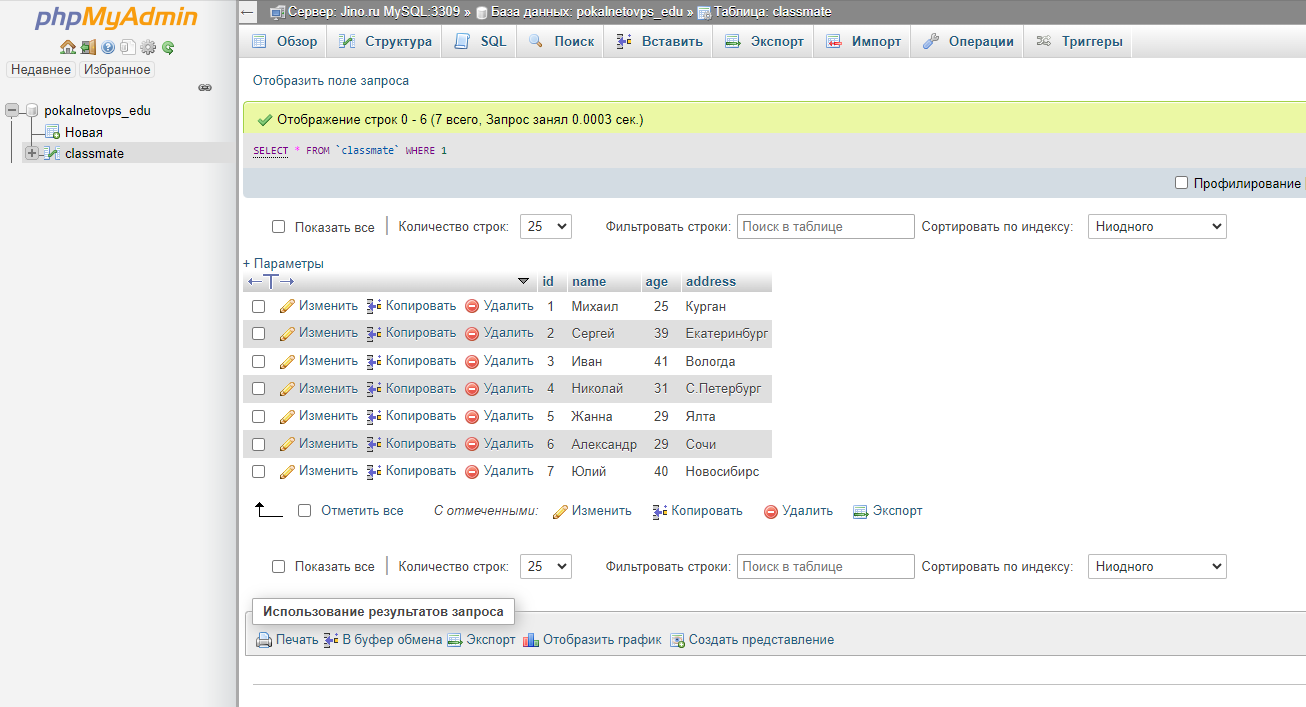 phpMyAdmin
Недавнее Избранное
pokalnetovps_edu
Новая
classmate
Сервер: Jino.ru MySQL:3309 » База данных: pokalnetovps_edu » Таблица: classmate
Обзор Структура SQL Поиск Вставить Экспорт Импорт Операции Триггеры
Отобразить поле запроса
Отображение строк 0 - 6 (7 всего, Запрос занял 0.0003 сек.)
SELECT * FROM `classmate` WHERE 1
Профилирование
Показать все Количество строк: 25 Фильтровать строки: Поиск в таблице Сортировать по индексу: Ниодного
+ Параметры
id name age address
Изменить Копировать Удалить 1 Михаил 25 Курган
Изменить Копировать Удалить 2 Сергей 39 Екатеринбург
Изменить Копировать Удалить 3 Иван 41 Вологда
Изменить Копировать Удалить 4 Николай 31 С.Петербург
Изменить Копировать Удалить 5 Жанна 29 Ялта
Изменить Копировать Удалить 6 Александр 29 Сочи
Изменить Копировать Удалить 7 Юлий 40 Новосибирс
Отметить все С отмеченными: Изменить Копировать Удалить Экспорт
Показать все Количество строк: 25 Фильтровать строки: Поиск в таблице Сортировать по индексу: Ниодного
Использование результатов запроса
Печать В буфер обмена Экспорт Отобразить график Создать представление